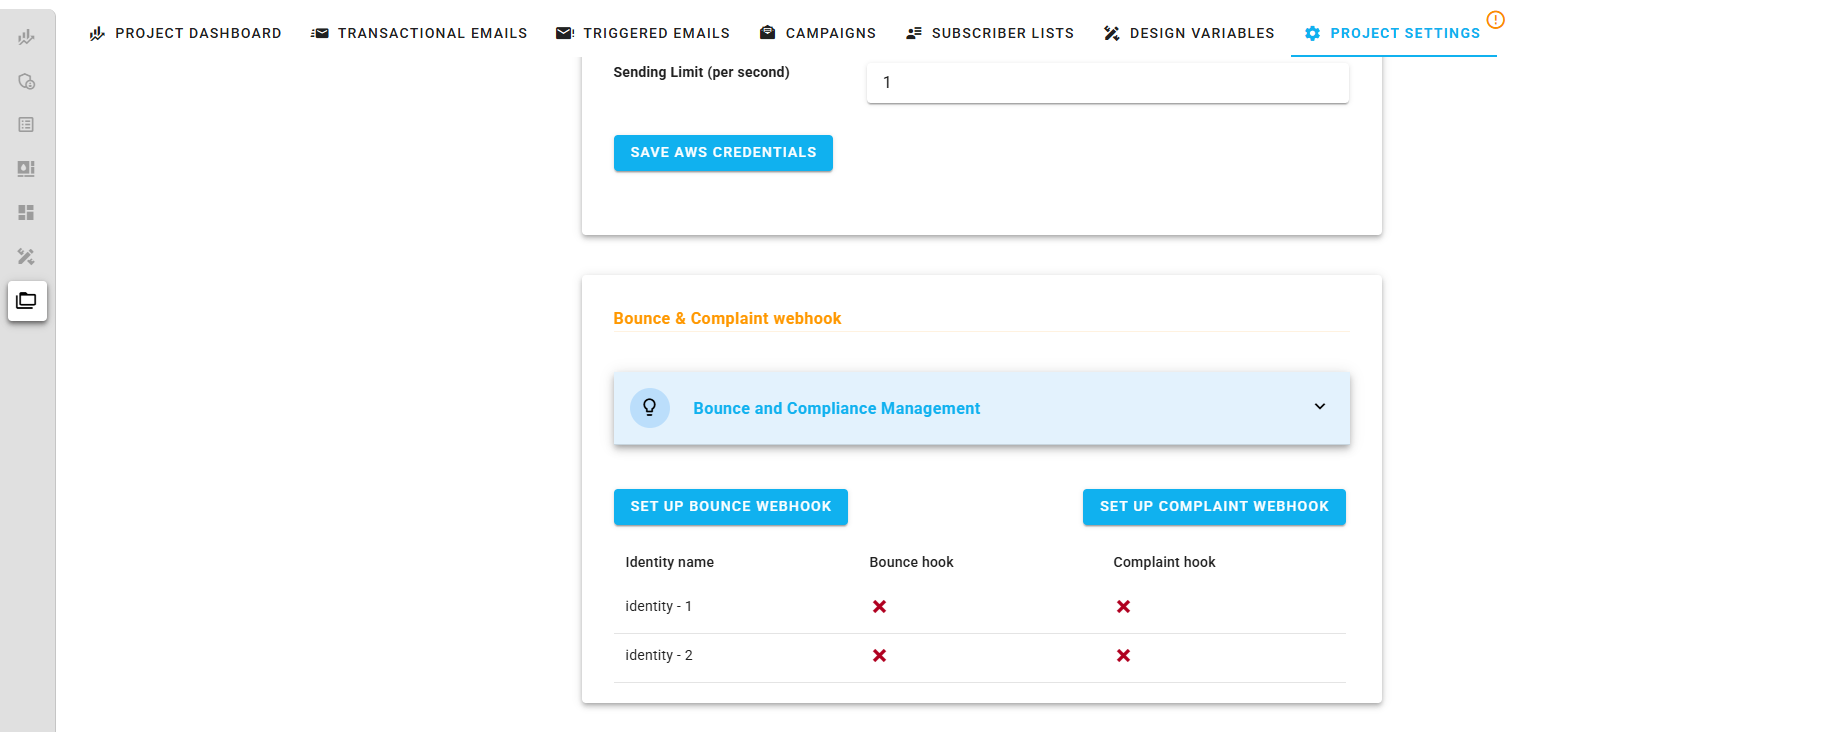 PROJECT DASHBOARD TRANSACTIONAL EMAILS TRIGGERED EMAILS CAMPAIGNS SUBSCRIBER LISTS DESIGN VARIABLES PROJECT SETTINGS
Sending Limit (per second) 1
SAVE AWS CREDENTIALS
Bounce & Complaint webhook
Bounce and Compliance Management
SET UP BOUNCE WEBHOOK SET UP COMPLAINT WEBHOOK
Identity name Bounce hook Complaint hook
identity - 1
identity - 2